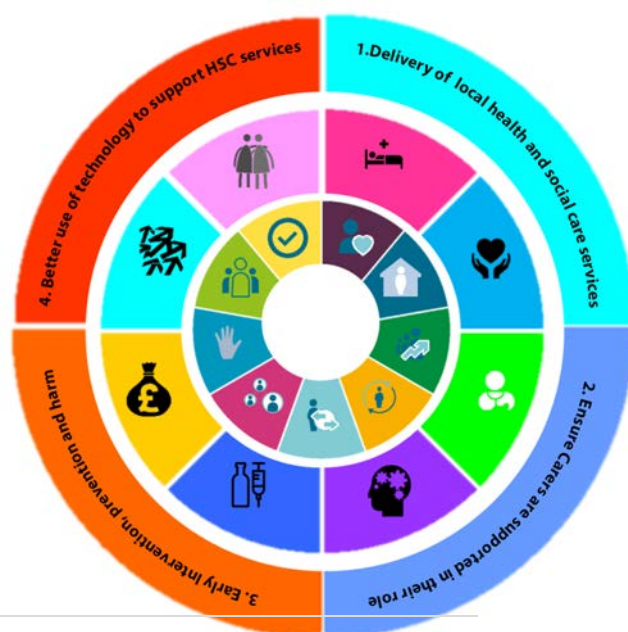 1.Delivery of local health and social care services
2. Ensure Carers are supported in their role
3. Early Intervention, prevention and harm
4. Better use of technology to support HSC services
£